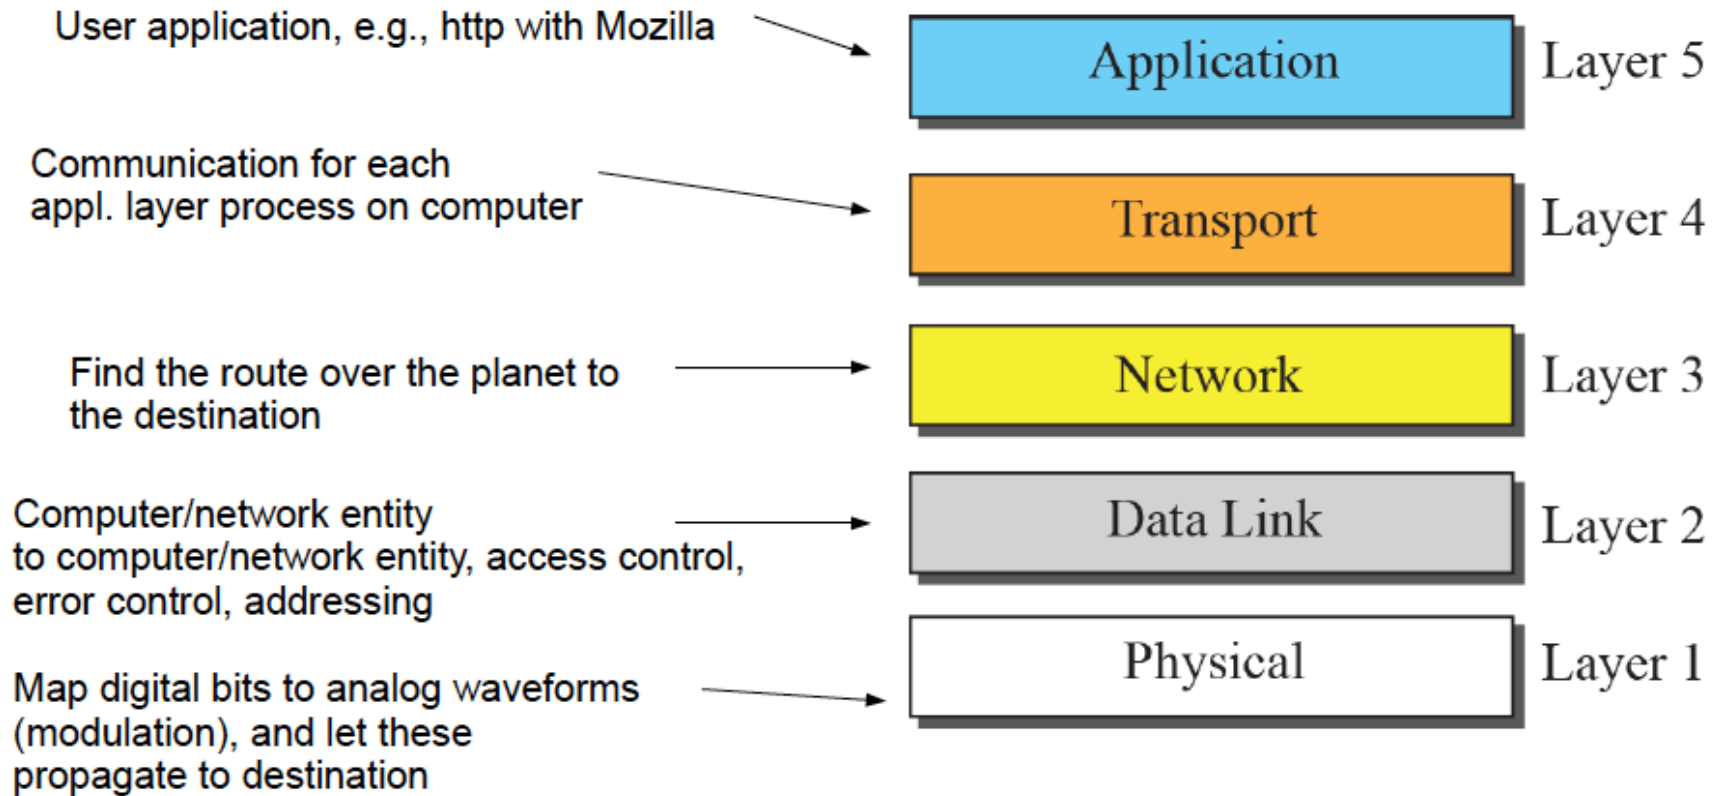 User application, e.g., http with Mozilla
Application
Layer 5
Communication for each
appl. layer process on computer
Transport
Layer 4
Find the route over the planet to
the destination
Network
Layer 3
Computer/network entity
to computer/network entity, access control,
error control, addressing
Data Link
Layer 2
Map digital bits to analog waveforms
(modulation), and let these
propagate to destination
Physical
Layer 1